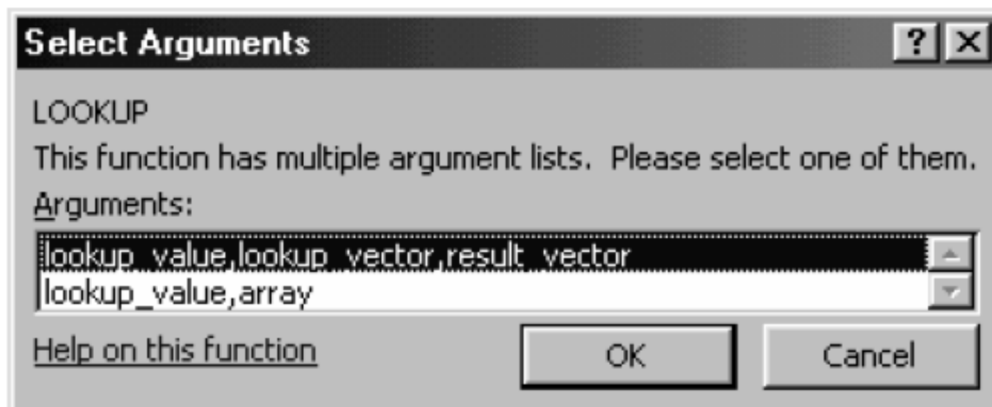 Select Arguments
LOOKUP
This function has multiple argument lists. Please select one of them.
Arguments:
lookup_value,lookup_vector,result_vector
lookup_value,array
Help on this function
OK
Cancel